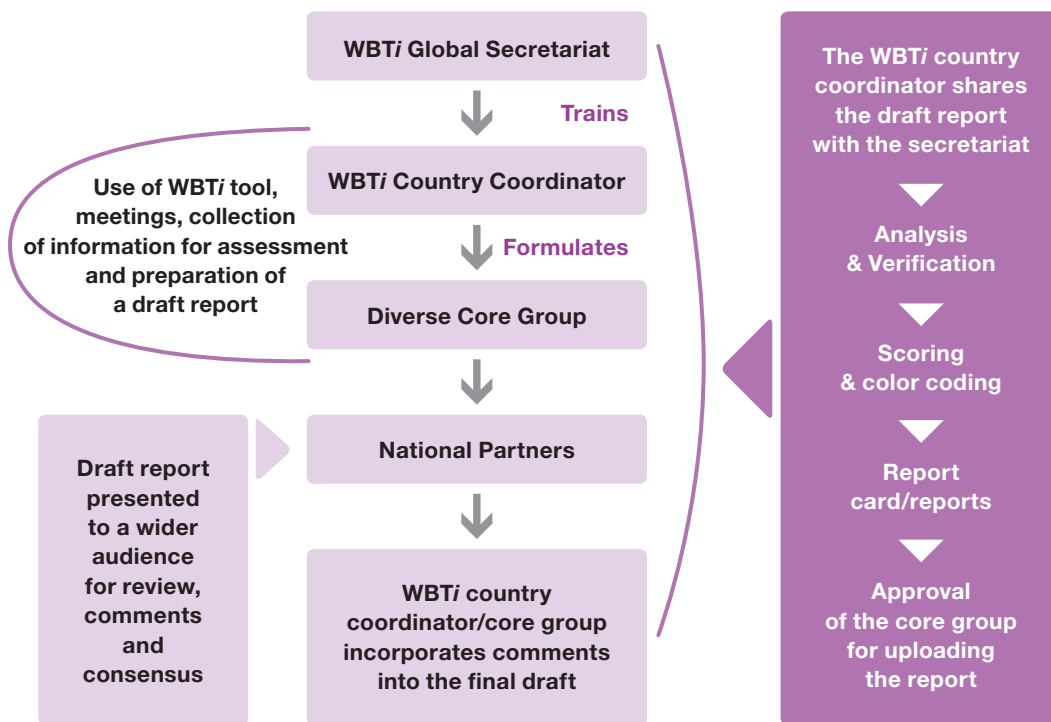 WBTi Global Secretariat
Trains
WBTi Country Coordinator
Formulates
Diverse Core Group
National Partners
WBTi country
coordinator/core group
incorporates comments
into the final draft
Use of WBTi tool,
meetings, collection
of information for assessment
and preparation of
a draft report
Draft report
presented
to a wider
audience
for review,
comments
and
consensus
The WBTi country
coordinator shares
the draft report
with the secretariat
Analysis
& Verification
Scoring
& color coding
Report
card/reports
Approval
of the core group
for uploading
the report